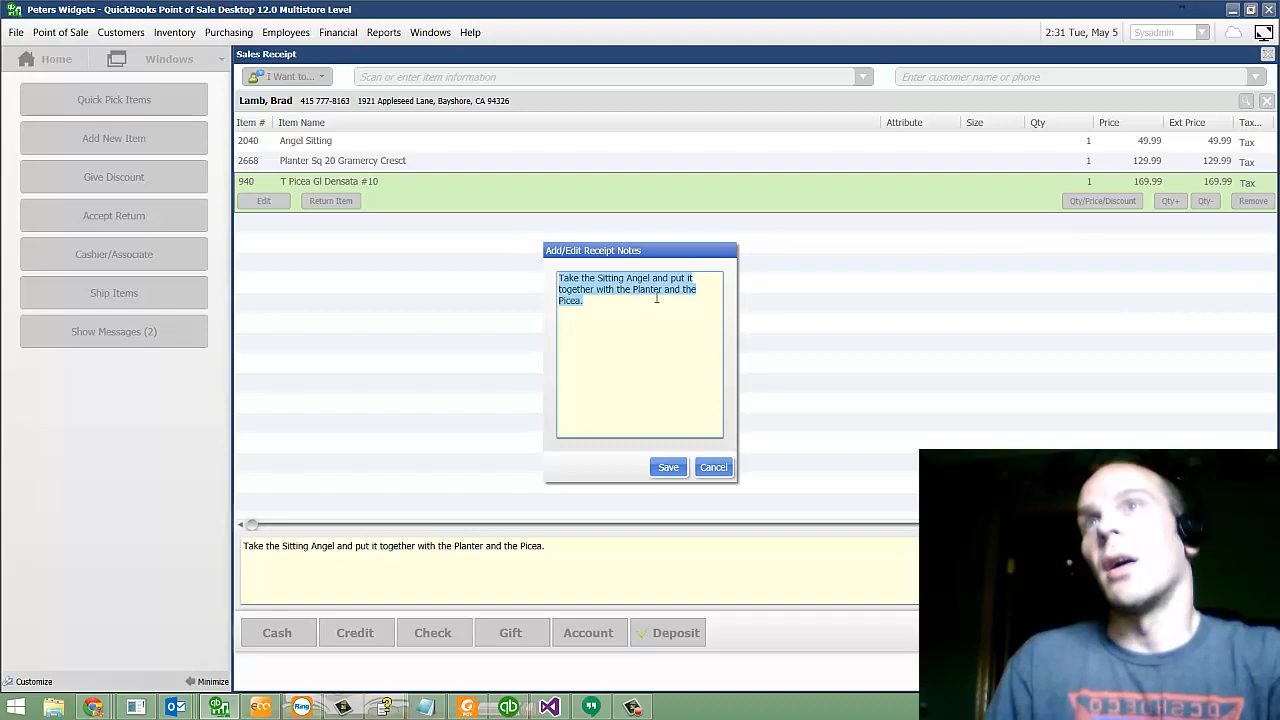 Peters Widgets - QuickBooks Point of Sale Desktop 12.0 Multistore Level
File Point of Sale Customers Inventory Purchasing Employees Financial Reports Windows Help 2:31 Tue, May 5 Sysadmin
Home Windows
Sales Receipt
I Want to... Scan or enter item information Enter customer name or phone
Lamb, Brad 415 777-8163 1921 Appleseed Lane, Bayshore, CA 94326
Item # Item Name Attribute Size Qty Price Ext Price Tax...
2040 Angel Sitting 1 49.99 49.99 Tax
2668 Planter Sq 20 Gramercy Cresct 1 129.99 129.99 Tax
940 T Picea Gl Densata #10 1 169.99 169.99 Tax
Edit Return Item Qty/Price/Discount Qty+ Qty- Remove
Quick Pick Items
Add New Item
Give Discount
Accept Return
Cashier/Associate
Ship Items
Show Messages (2)
Add/Edit Receipt Notes
Take the Sitting Angel and put it
together with the Planter and the
Picea.
Save Cancel
Take the Sitting Angel and put it together with the Planter and the Picea.
Cash Credit Check Gift Account Deposit
Customize Minimize
eco Ring qb